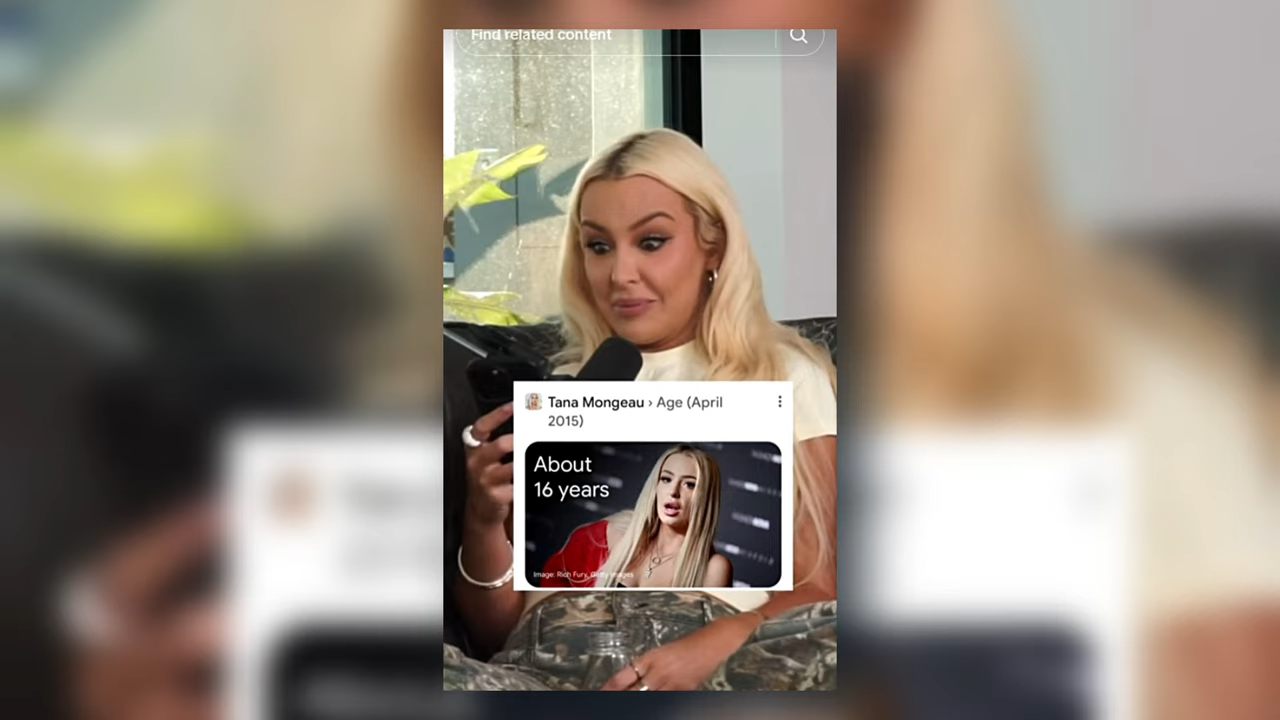 Find related content
Tana Mongeau › Age (April
2015)
About
16 years
Image: Rich Fury, Getty Images